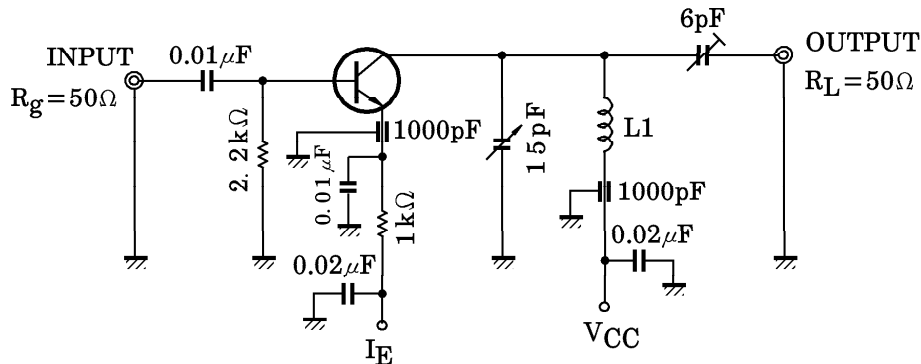 INPUT
Rg=50Ω
0.01μF
2.2kΩ
1000pF
0.01μF
1kΩ
0.02μF
IE
15pF
L1
1000pF
0.02μF
VCC
6pF
OUTPUT
RL=50Ω